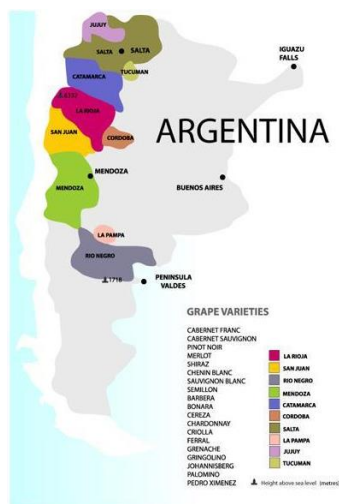 JUJUY
SALTA
SALTA
TUCUMAN
CATAMARCA
IGUAZU
FALLS
LA RIOJA
SAN JUAN
CORDOBA
ARGENTINA
MENDOZA
MENDOZA
BUENOS AIRES
LA PAMPA
RIO NEGRO
1718
PENINSULA
VALDES
GRAPE VARIETIES
CABERNET FRANC
CABERNET SAUVIGNON
PINOT NOIR
MERLOT
SHIRAZ
CHENIN BLANC
SAUVIGNON BLANC
SEMILLON
BARBERA
BONARA
CEREZA
CHARDONNAY
CRIOLLA
FERRAL
GRENACHE
GRINGOLINO
JOHANNISBERG
PALOMINO
PEDRO XIMENEZ
LA RIOJA
SAN JUAN
RIO NEGRO
MENDOZA
CATAMARCA
CORDOBA
SALTA
LA PAMPA
JUJUY
TUCUMAN
Height above sea level (metres)